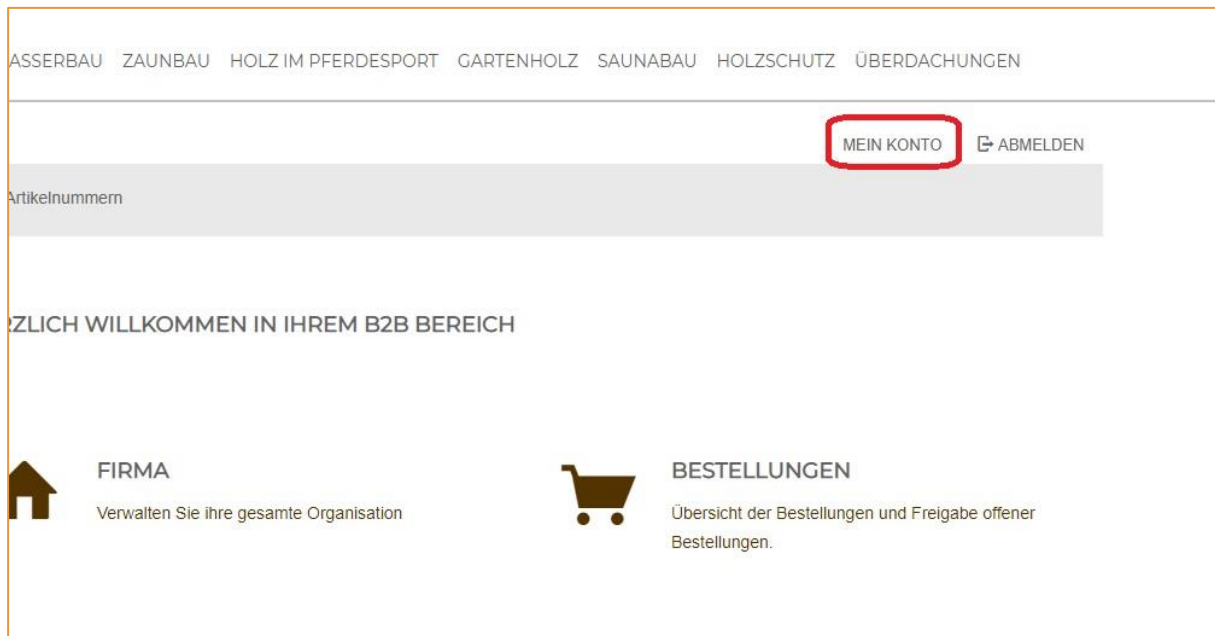 ASSERBAU ZAUNBAU HOLZ IM PFERDESPORT GARTENHOLZ SAUNABAU HOLZSCHUTZ ÜBERDACHUNGEN
MEIN KONTO ABMELDEN
Artikelnummern
RZLICH WILLKOMMEN IN IHREM B2B BEREICH
FIRMA
Verwalten Sie ihre gesamte Organisation
BESTELLUNGEN
Übersicht der Bestellungen und Freigabe offener
Bestellungen.